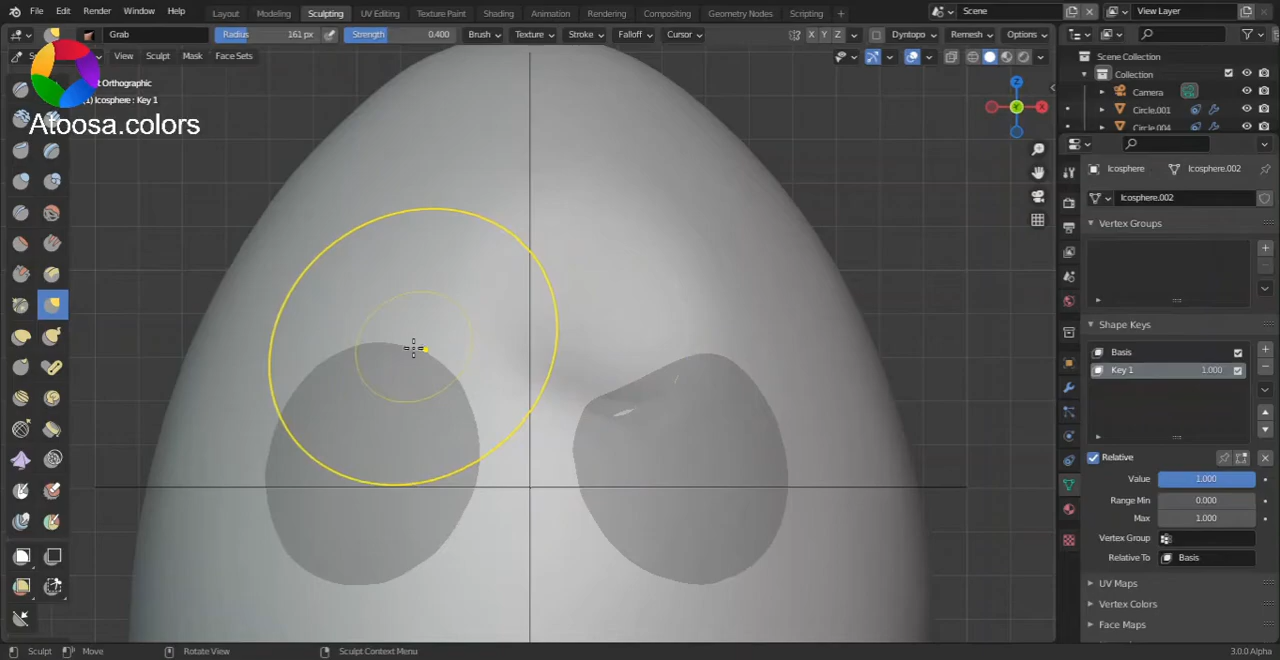 File Edit Render Window Help
Layout Modeling Sculpting UV Editing Texture Paint Shading Animation Rendering Compositing Geometry Nodes Scripting +
Scene
View Layer
Grab Radius 161 px Strength 0.400 Brush Texture Stroke Falloff Cursor X Y Z Dyntopo Remesh Options
View Sculpt Mask Face Sets
Orthographic
(1) Icosphere : Key 1
Atoosa.colors
Z
X
Scene Collection
Collection
Camera
Circle.001
Circle.004
Icosphere Icosphere.002
Icosphere.002
Vertex Groups
Shape Keys
Basis
Key 1 1.000
Relative
Value 1.000
Range Min 0.000
Max 1.000
Vertex Group
Relative To Basis
UV Maps
Vertex Colors
Face Maps
Sculpt Move Rotate View Sculpt Context Menu 3.0.0 Alpha